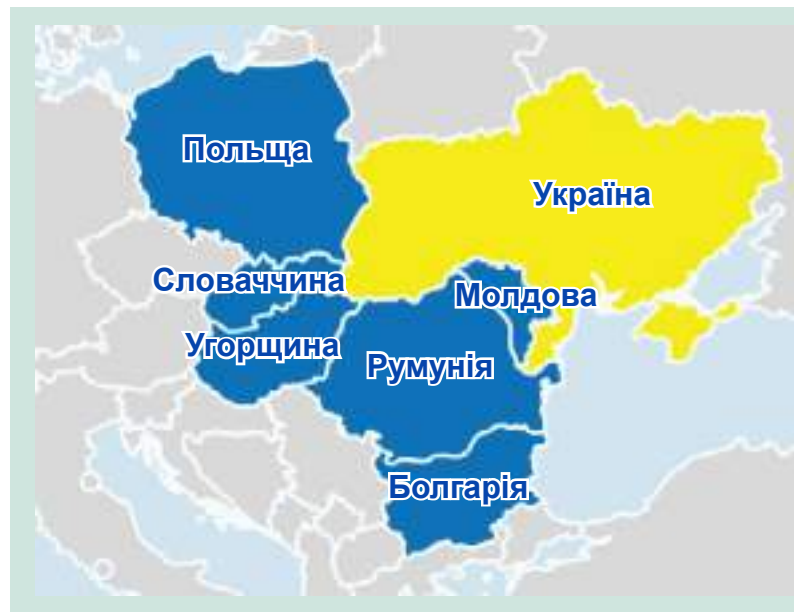 Польща
Україна
Словаччина
Молдова
Угорщина
Румунія
Болгарія